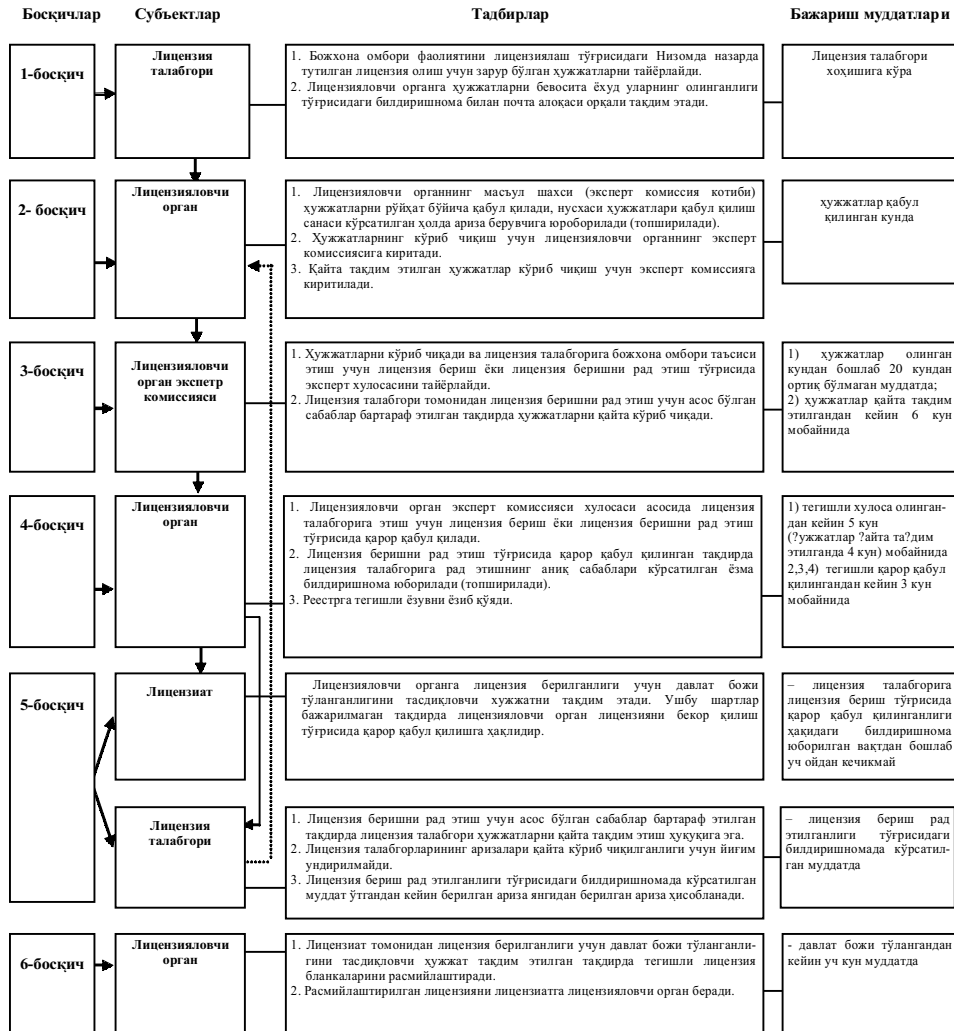 Босқичлар Субъектлар Тадбирлар Бажариш муддатлари
1-босқич
Лицензия
талабгори
1. Божхона омбори фаолиятини лицензиялаш тўғрисидаги Низомда назарда
тутилган лицензия олиш учун зарур бўлган ҳужжатларни тайёрлайди.
2. Лицензияловчи органга ҳужжатларни бевосита ёхуд уларнинг олинганлиги
тўғрисидаги билдиришнома билан почта алоқаси орқали тақдим этади.
Лицензия талабгори
хоҳишига кўра
2- босқич
Лицензияловчи
орган
1. Лицензияловчи органнинг масъул шахси (эксперт комиссия котиби)
ҳужжатларни рўйҳат бўйича қабул қилади, нусхаси ҳужжатлари қабул қилиш
санаси кўрсатилган ҳолда ариза берувчига юроборилади (топширилади).
2. Ҳужжатларнинг кўриб чиқиш учун лицензияловчи органнинг эксперт
комиссиясига киритади.
3. Қайта тақдим этилган ҳужжатлар кўриб чиқиш учун эксперт комиссияга
киритилади.
ҳужжатлар қабул
қилинган кунда
3-босқич
Лицензияловчи
орган экспетр
комиссияси
1. Ҳужжатларни кўриб чиқади ва лицензия талабгорига божхона омбори таъсиси
этиш учун лицензия бериш ёки лицензия беришни рад этиш тўғрисида
эксперт хулосасини тайёрлайди.
2. Лицензия талабгори томонидан лицензия беришни рад этиш учун асос бўлган
сабаблар бартараф этилган тақдирда ҳужжатларни қайта кўриб чиқади.
1) ҳужжатлар олинган
кундан бошлаб 20 кундан
ортиқ бўлмаган муддатда;
2) ҳужжатлар қайта тақдим
этилгандан кейин 6 кун
мобайнида
4-босқич
Лицензияловчи
орган
1. Лицензияловчи орган эксперт комиссияси хулосаси асосида лицензия
талабгорига этиш учун лицензия бериш ёки лицензия беришни рад этиш
тўғрисида қарор қабул қилади.
2. Лицензия беришни рад этиш тўғрисида қарор қабул қилинган тақдирда
лицензия талабгорига рад этишнинг аниқ сабаблари кўрсатилган ёзма
билдиришнома юборилади (топширилади).
3. Реестрга тегишли ёзувни ёзиб қўяди.
1) тегишли хулоса олинган-
дан кейин 5 кун
(?ужжатлар ?айта та?дим
этилганда 4 кун) мобайнида
2,3,4) тегишли қарор қабул
қилингандан кейин 3 кун
мобайнида
5-босқич
Лицензиат
Лицензияловчи органга лицензия берилганлиги учун давлат божи
тўланганлигини тасдиқловчи хужжатни тақдим этади. Ушбу шартлар
бажарилмаган тақдирда лицензияловчи орган лицензияни бекор қилиш
тўғрисида қарор қабул қилишга ҳақлидир.
– лицензия талабгорига
лицензия бериш тўғрисида
қарор қабул қилинганлиги
ҳақидаги билдиришнома
юборилган вақтдан бошлаб
уч ойдан кечикмай
Лицензия
талабгори
1. Лицензия беришни рад этиш учун асос бўлган сабаблар бартараф этилган
тақдирда лицензия талабгори ҳужжатларни қайта тақдим этиш ҳуқуқига эга.
2. Лицензия талабгорларининг аризалари қайта кўриб чиқилганлиги учун йиғим
ундирилмайди.
3. Лицензия бериш рад этилганлиги тўғрисидаги билдиришномада кўрсатилган
муддат ўтгандан кейин берилган ариза янгидан берилган ариза ҳисобланади.
– лицензия бериш рад
этилганлиги тўғрисидаги
билдиришномада кўрсатил-
ган муддатда
6-босқич
Лицензияловчи
орган
1. Лицензиат томонидан лицензия берилганлиги учун давлат божи тўланганли-
гини тасдиқловчи ҳужжат тақдим этилган тақдирда тегишли лицензия
бланкаларини расмийлаштиради.
2. Расмийлаштирилган лицензияни лицензиатга лицензияловчи орган беради.
- давлат божи тўлангандан
кейин уч кун муддатда